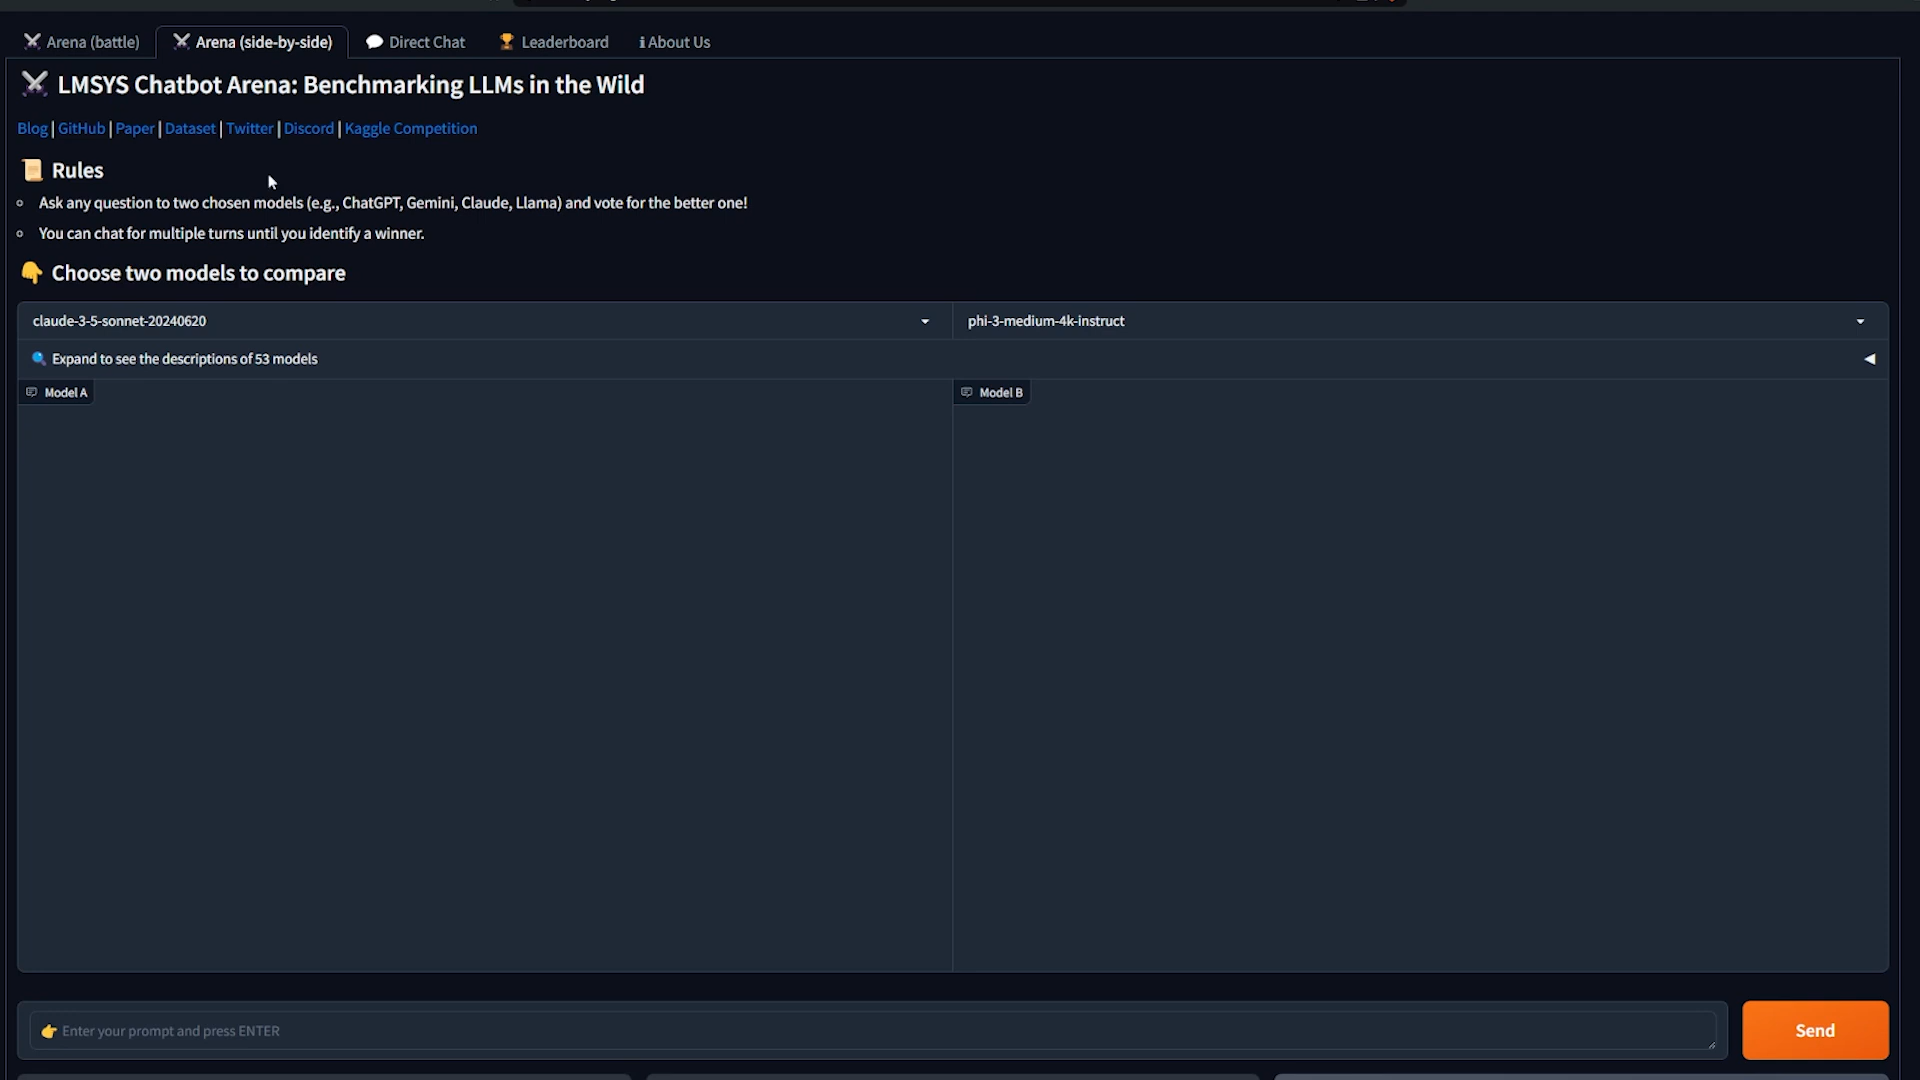 Arena (battle) Arena (side-by-side) Direct Chat Leaderboard About Us
LMSYS Chatbot Arena: Benchmarking LLMs in the Wild
Blog | GitHub | Paper | Dataset | Twitter | Discord | Kaggle Competition
Rules
Ask any question to two chosen models (e.g., ChatGPT, Gemini, Claude, Llama) and vote for the better one!
You can chat for multiple turns until you identify a winner.
Choose two models to compare
claude-3-5-sonnet-20240620 phi-3-medium-4k-instruct
Expand to see the descriptions of 53 models
Model A Model B
Enter your prompt and press ENTER Send